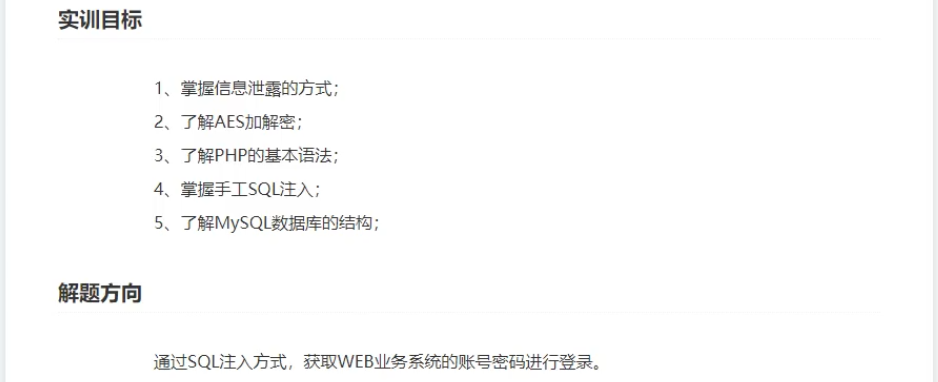 实训目标
1、掌握信息泄露的方式；
2、了解AES加解密；
3、了解PHP的基本语法；
4、掌握手工SQL注入；
5、了解MySQL数据库的结构；
解题方向
通过SQL注入方式，获取WEB业务系统的账号密码进行登录。